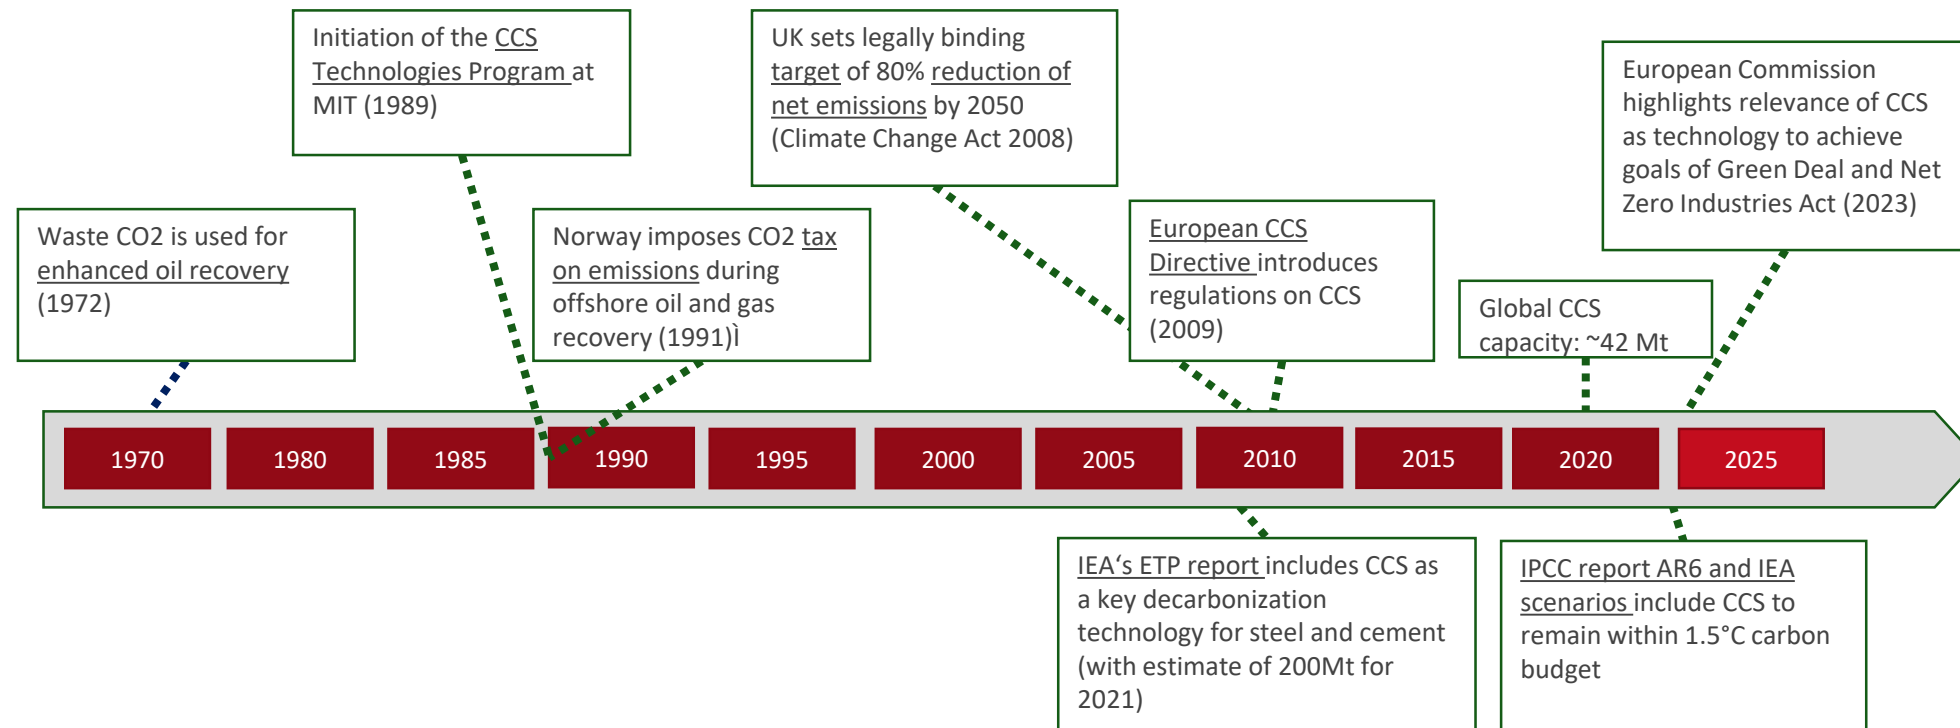 Initiation of the CCS
Technologies Program at
MIT (1989)
UK sets legally binding
target of 80% reduction of
net emissions by 2050
(Climate Change Act 2008)
European Commission
highlights relevance of CCS
as technology to achieve
goals of Green Deal and Net
Zero Industries Act (2023)
Waste CO2 is used for
enhanced oil recovery
(1972)
Norway imposes CO2 tax
on emissions during
offshore oil and gas
recovery (1991)Ì
European CCS
Directive introduces
regulations on CCS
(2009)
Global CCS
capacity: ~42 Mt
1970
1980
1985
1990
1995
2000
2005
2010
2015
2020
2025
IEA‘s ETP report includes CCS as
a key decarbonization
technology for steel and cement
(with estimate of 200Mt for
2021)
IPCC report AR6 and IEA
scenarios include CCS to
remain within 1.5°C carbon
budget